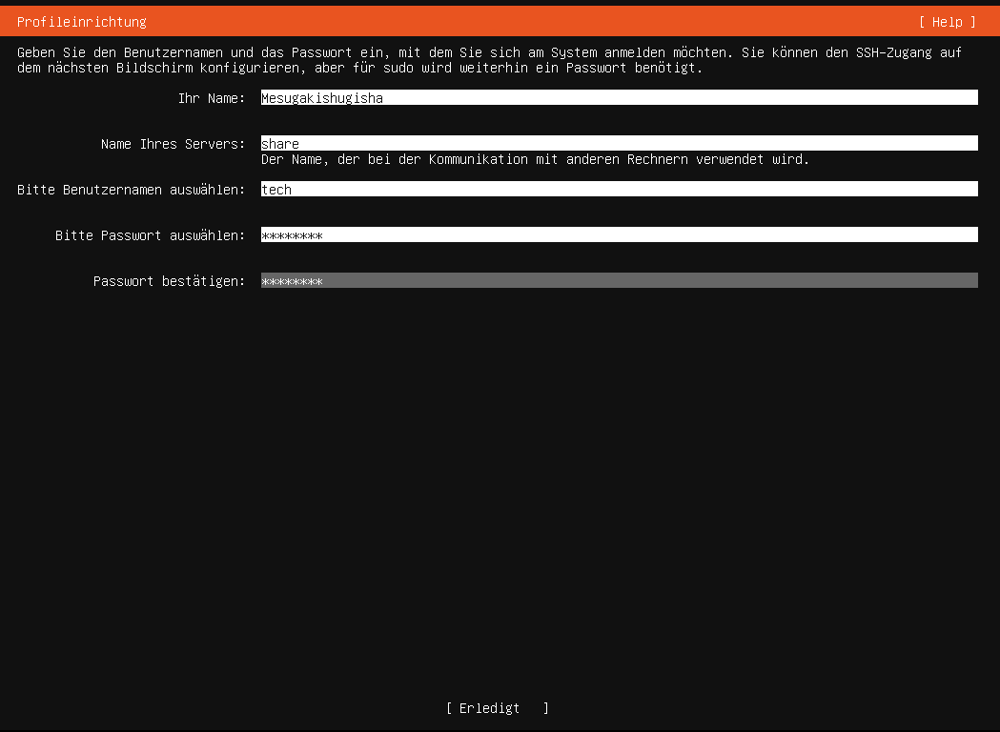 Profileinrichtung [ Help ]
Geben Sie den Benutzernamen und das Passwort ein, mit dem Sie sich am System anmelden möchten. Sie können den SSH-Zugang auf
dem nächsten Bildschirm konfigurieren, aber für sudo wird weiterhin ein Passwort benötigt.
Ihr Name: Mesugakishugisha
Name Ihres Servers: share
Der Name, der bei der Kommunikation mit anderen Rechnern verwendet wird.
Bitte Benutzernamen auswählen: tech
Bitte Passwort auswählen: ********
Passwort bestätigen: ********
[ Erledigt ]